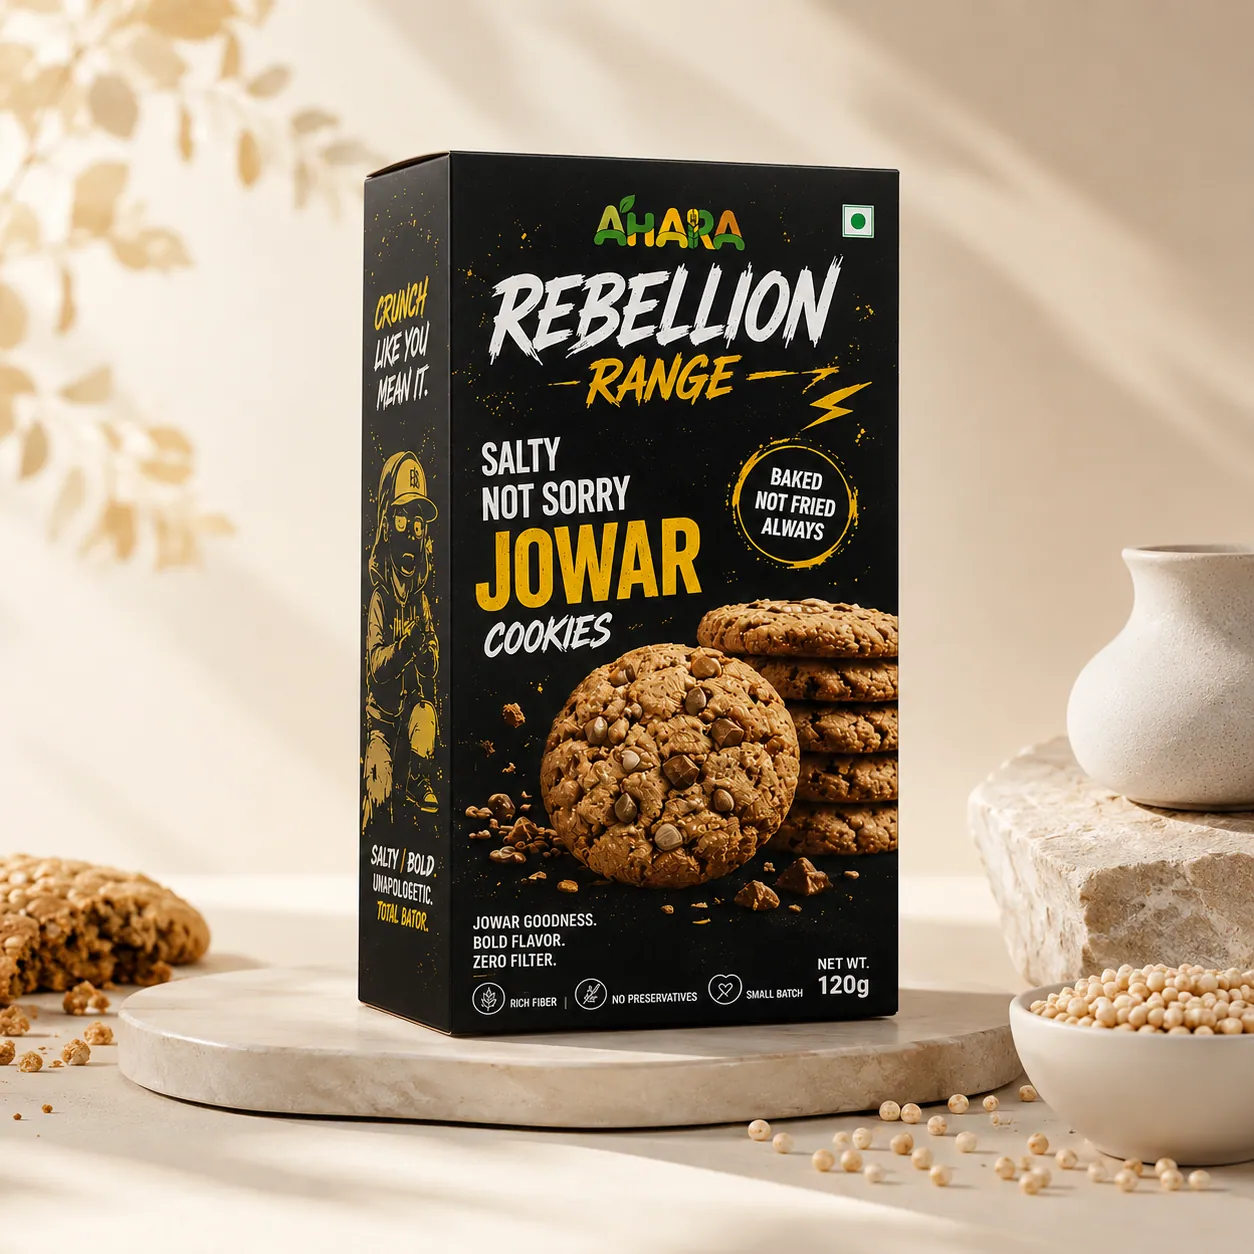 AHARA
REBELLION
RANGE
SALTY
NOT SORRY
JOWAR
COOKIES
BAKED
NOT FRIED
ALWAYS
JOWAR GOODNESS.
BOLD FLAVOR.
ZERO FILTER.
RICH FIBER | NO PRESERVATIVES SMALL BATCH
NET WT.
120g
CRUNCH
LIKE YOU
MEAN IT.
SALTY / BOLD.
UNAPOLOGETIC.
TOTAL BATOR.